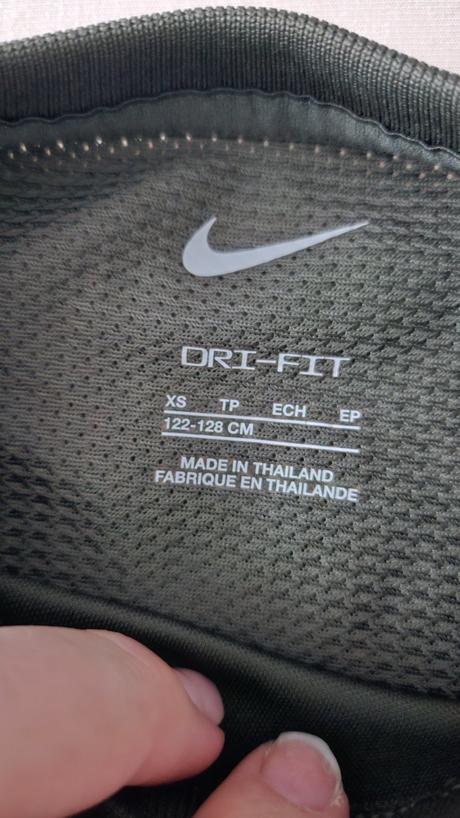 DRI-FIT
XS TP ECH EP
122-128 CM
MADE IN THAILAND
FABRIQUE EN THAILANDE